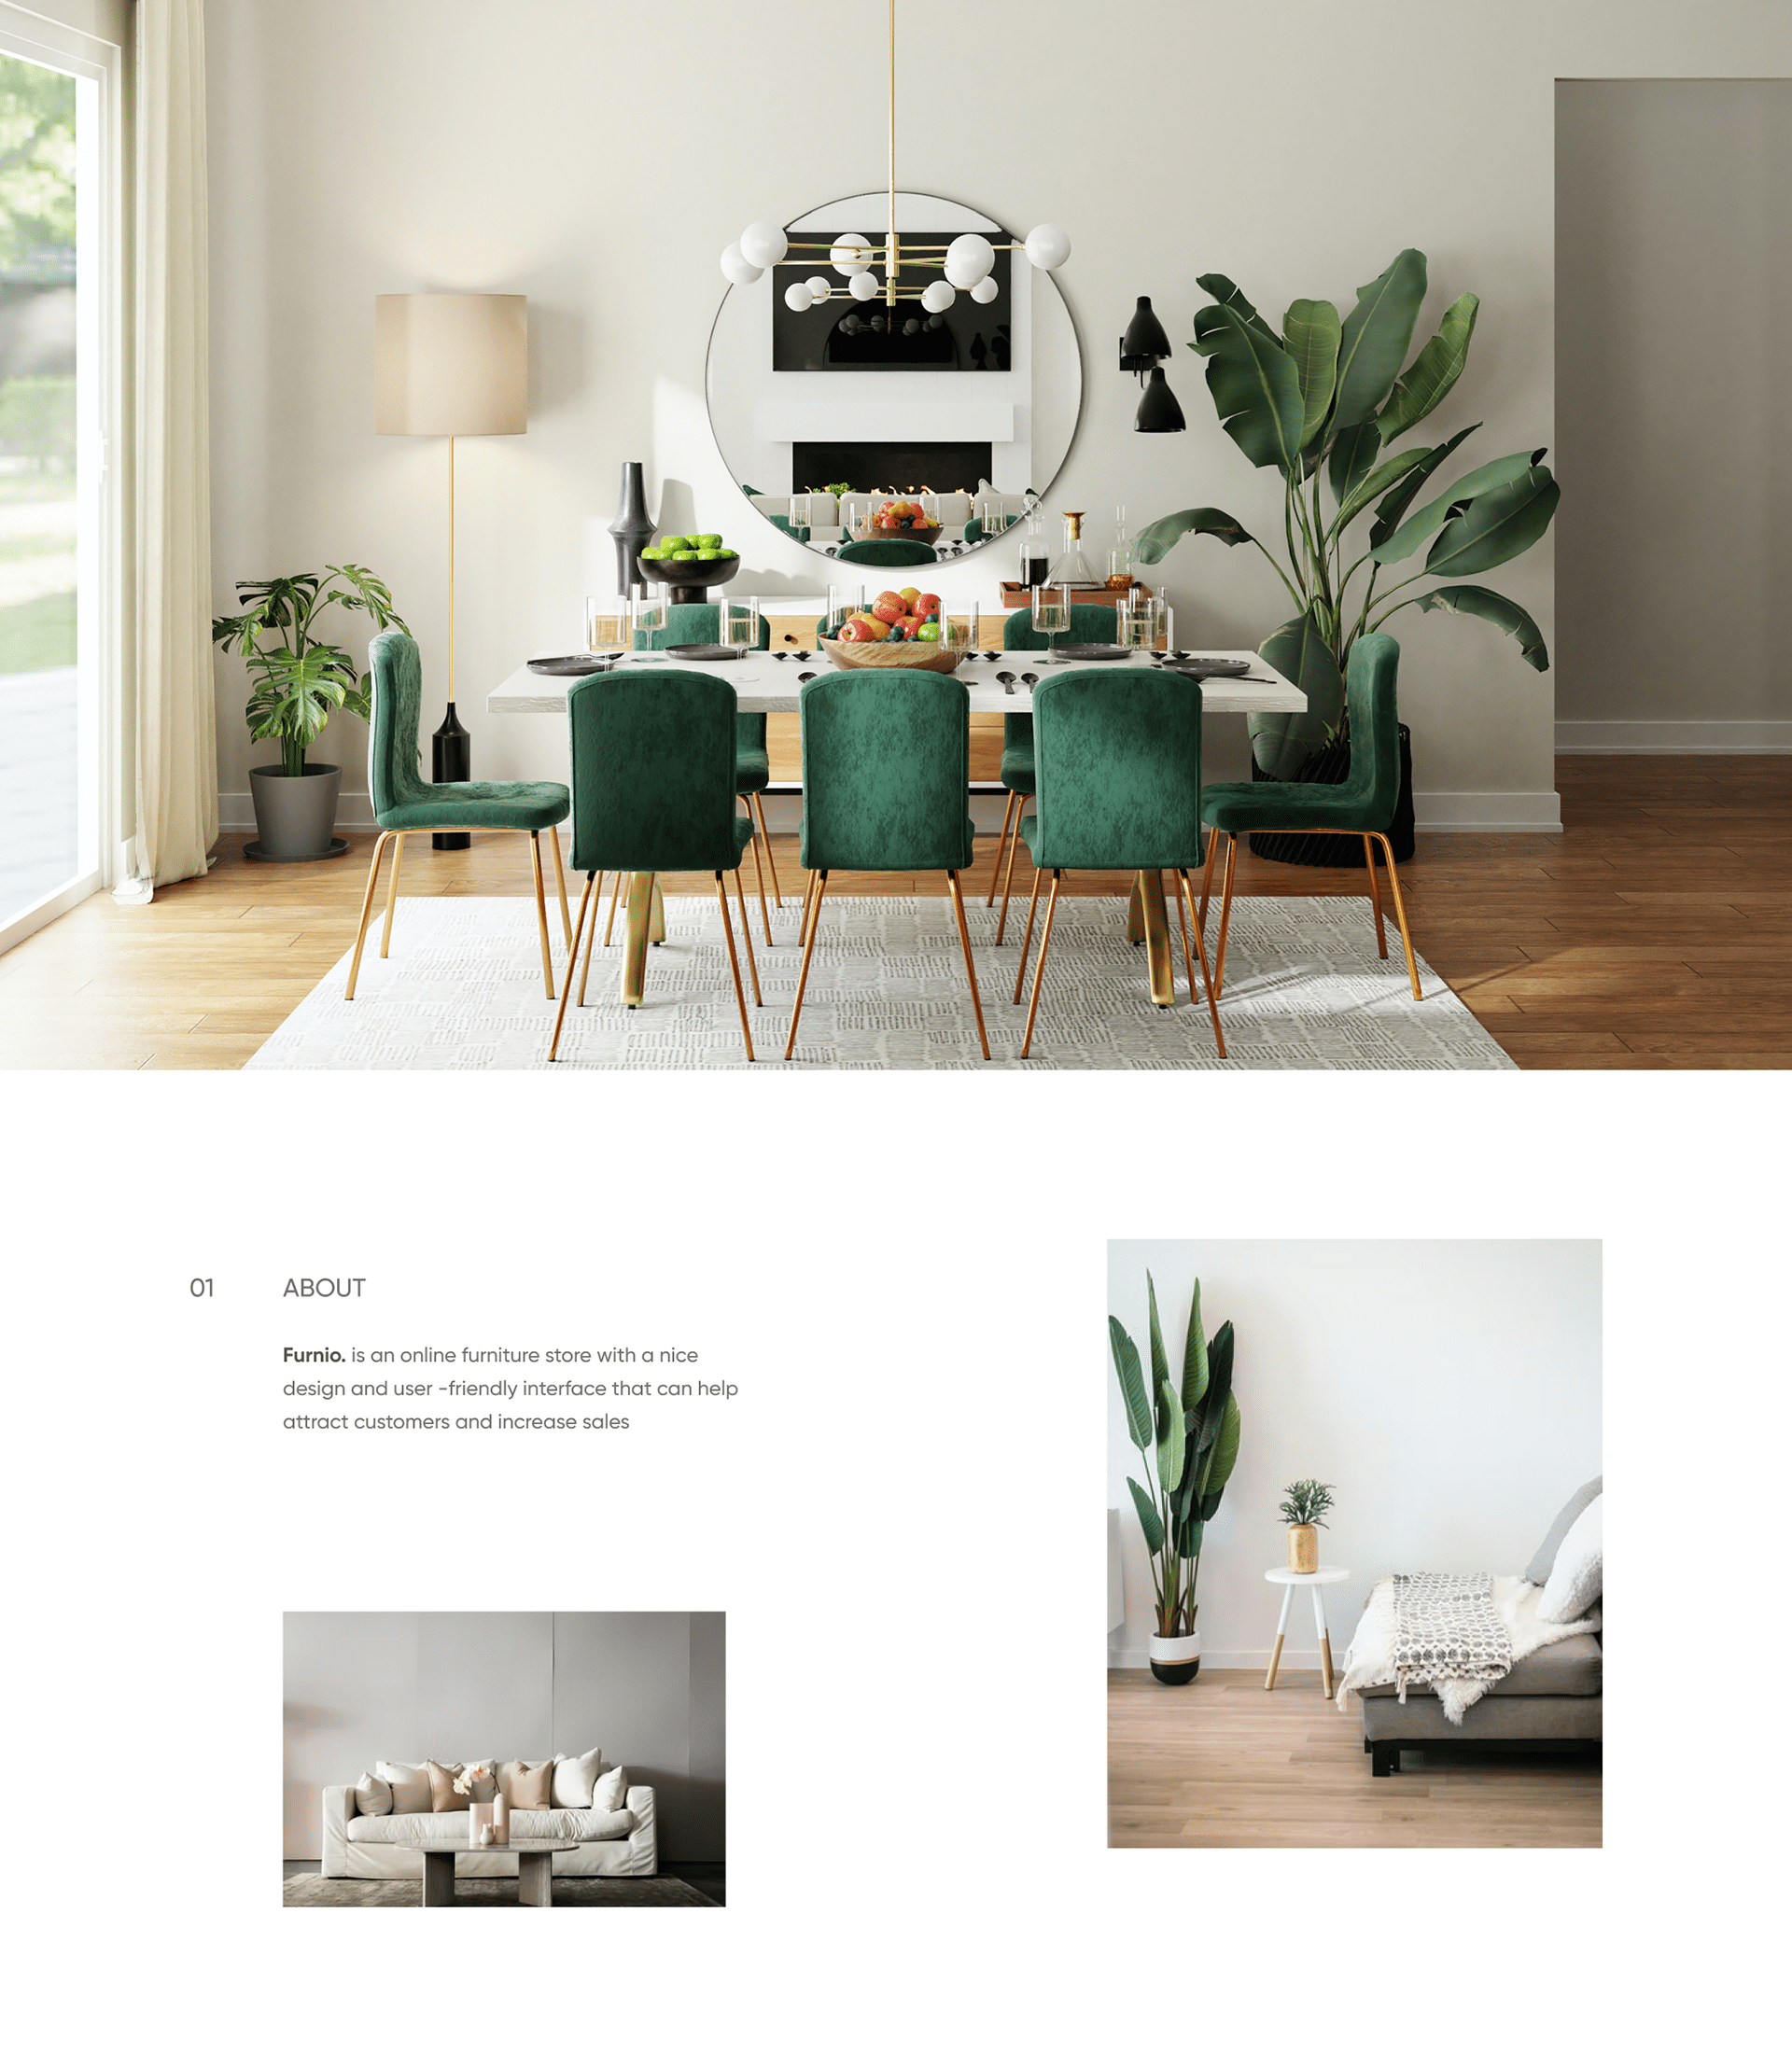 01
ABOUT
Furnio. is an online furniture store with a nice
design and user -friendly interface that can help
attract customers and increase sales